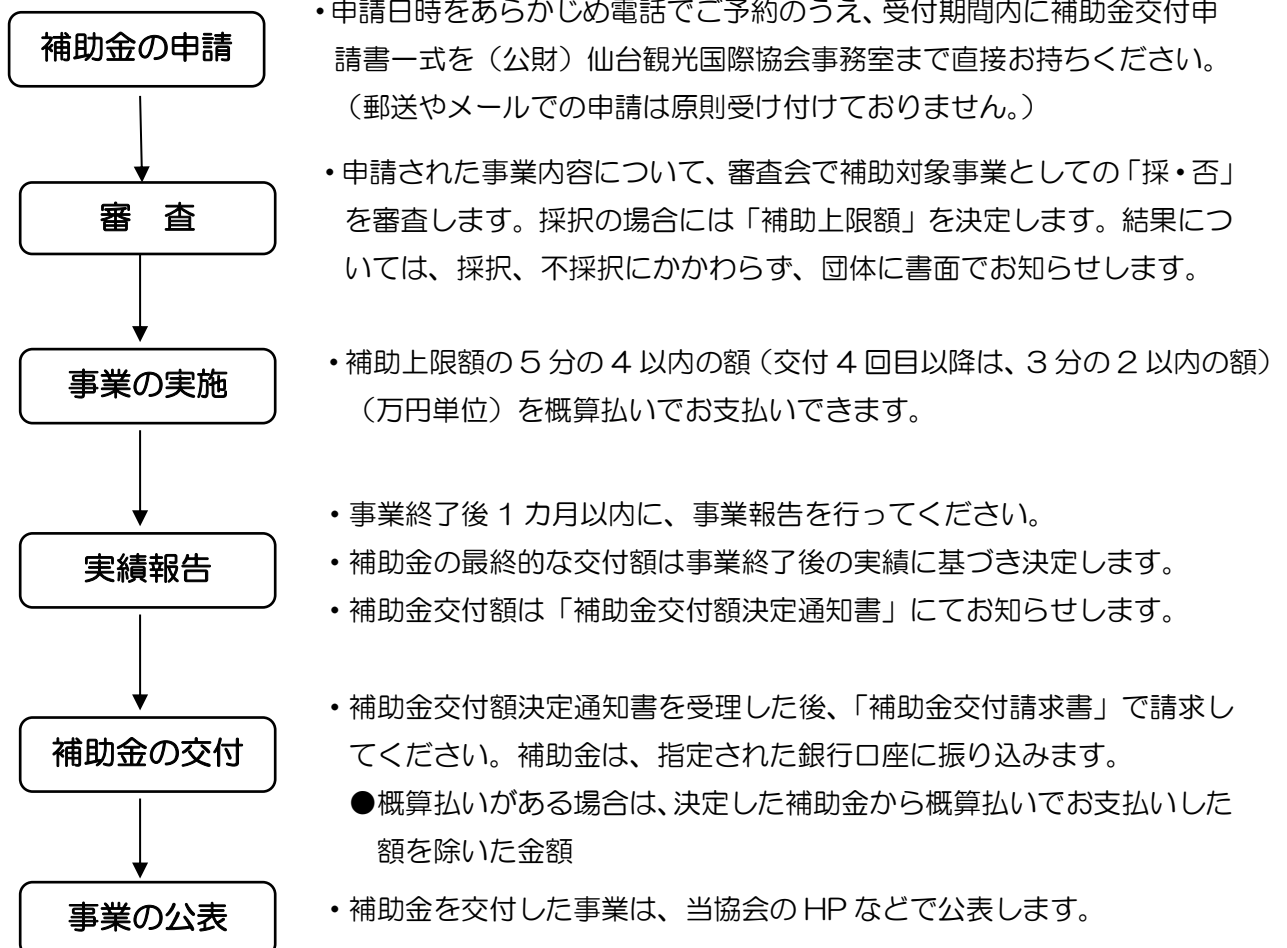 補助金の申請
・申請日時をあらかじめ電話でご予約のうえ、受付期間内に補助金交付申
請書一式を（公財）仙台観光国際協会事務室まで直接お持ちください。
（郵送やメールでの申請は原則受け付けておりません。）
審　査
・申請された事業内容について、審査会で補助対象事業としての「採・否」
を審査します。採択の場合には「補助上限額」を決定します。結果につ
いては、採択、不採択にかかわらず、団体に書面でお知らせします。
事業の実施
・補助上限額の５分の４以内の額（交付４回目以降は、３分の２以内の額）
（万円単位）を概算払いでお支払いできます。
実績報告
・事業終了後１カ月以内に、事業報告を行ってください。
・補助金の最終的な交付額は事業終了後の実績に基づき決定します。
・補助金交付額は「補助金交付額決定通知書」にてお知らせします。
補助金の交付
・補助金交付額決定通知書を受理した後、「補助金交付請求書」で請求し
てください。補助金は、指定された銀行口座に振り込みます。
●概算払いがある場合は、決定した補助金から概算払いでお支払いした
額を除いた金額
事業の公表
・補助金を交付した事業は、当協会のHPなどで公表します。